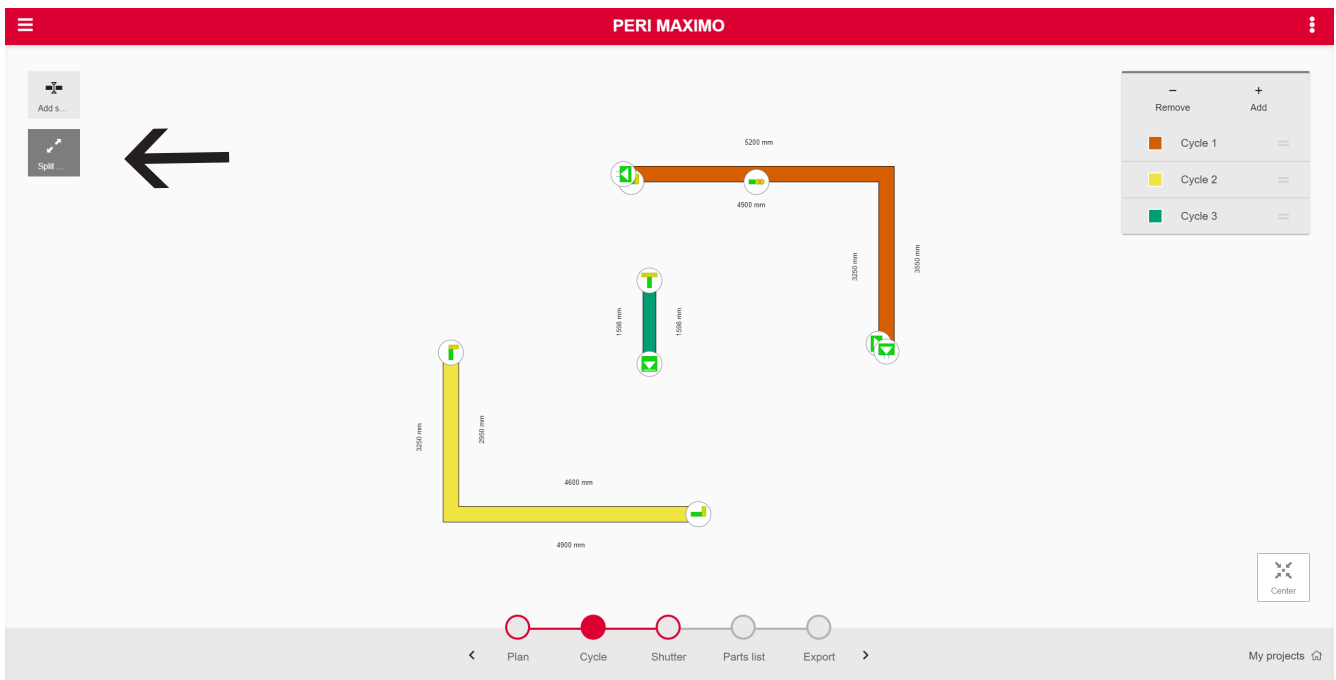 PERI MAXIMO
Add s...
Split ...
Remove
Add
Cycle 1
Cycle 2
Cycle 3
5200 mm
4900 mm
3250 mm
3550 mm
1598 mm
1598 mm
3250 mm
2950 mm
4600 mm
4900 mm
Center
Plan
Cycle
Shutter
Parts list
Export
My projects